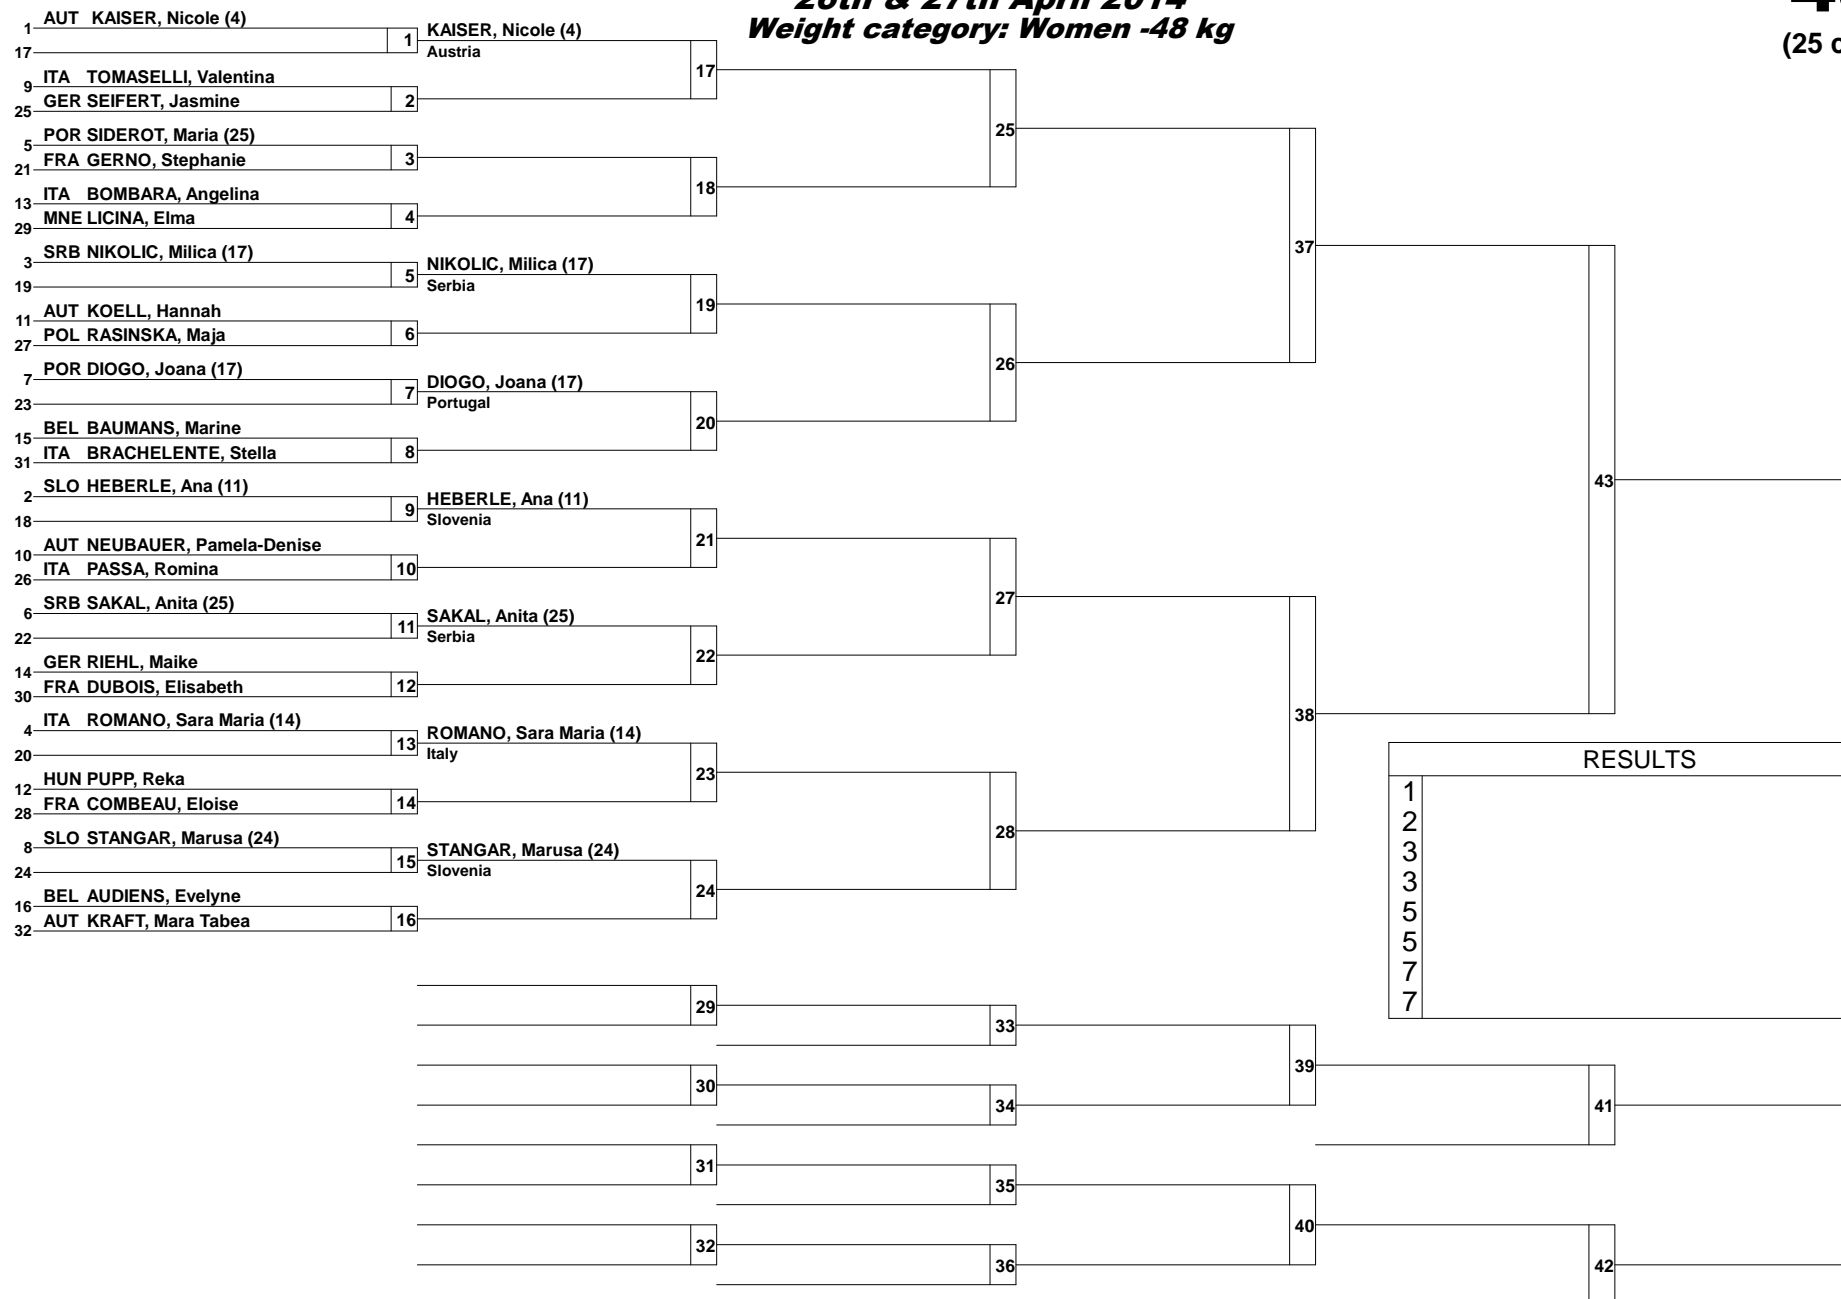 26th & 27th April 2014
Weight category: Women -48 kg
(25 c
1 AUT KAISER, Nicole (4)
17
1 KAISER, Nicole (4)
Austria
9 ITA TOMASELLI, Valentina
25 GER SEIFERT, Jasmine
2
17
5 POR SIDEROT, Maria (25)
21 FRA GERNO, Stephanie
3
13 ITA BOMBARA, Angelina
29 MNE LICINA, Elma
4
18
25
3 SRB NIKOLIC, Milica (17)
19
5 NIKOLIC, Milica (17)
Serbia
11 AUT KOELL, Hannah
27 POL RASINSKA, Maja
6
19
7 POR DIOGO, Joana (17)
23
7 DIOGO, Joana (17)
Portugal
15 BEL BAUMANS, Marine
31 ITA BRACHELENTE, Stella
8
20
26
37
2 SLO HEBERLE, Ana (11)
18
9 HEBERLE, Ana (11)
Slovenia
10 AUT NEUBAUER, Pamela-Denise
26 ITA PASSA, Romina
10
21
6 SRB SAKAL, Anita (25)
22
11 SAKAL, Anita (25)
Serbia
14 GER RIEHL, Maike
30 FRA DUBOIS, Elisabeth
12
22
27
4 ITA ROMANO, Sara Maria (14)
20
13 ROMANO, Sara Maria (14)
Italy
12 HUN PUPP, Reka
28 FRA COMBEAU, Eloise
14
23
8 SLO STANGAR, Marusa (24)
24
15 STANGAR, Marusa (24)
Slovenia
16 BEL AUDIENS, Evelyne
32 AUT KRAFT, Mara Tabea
16
24
28
38
43
RESULTS
1
2
3
3
5
5
7
7
29
33
30
34
39
41
31
35
32
36
40
42